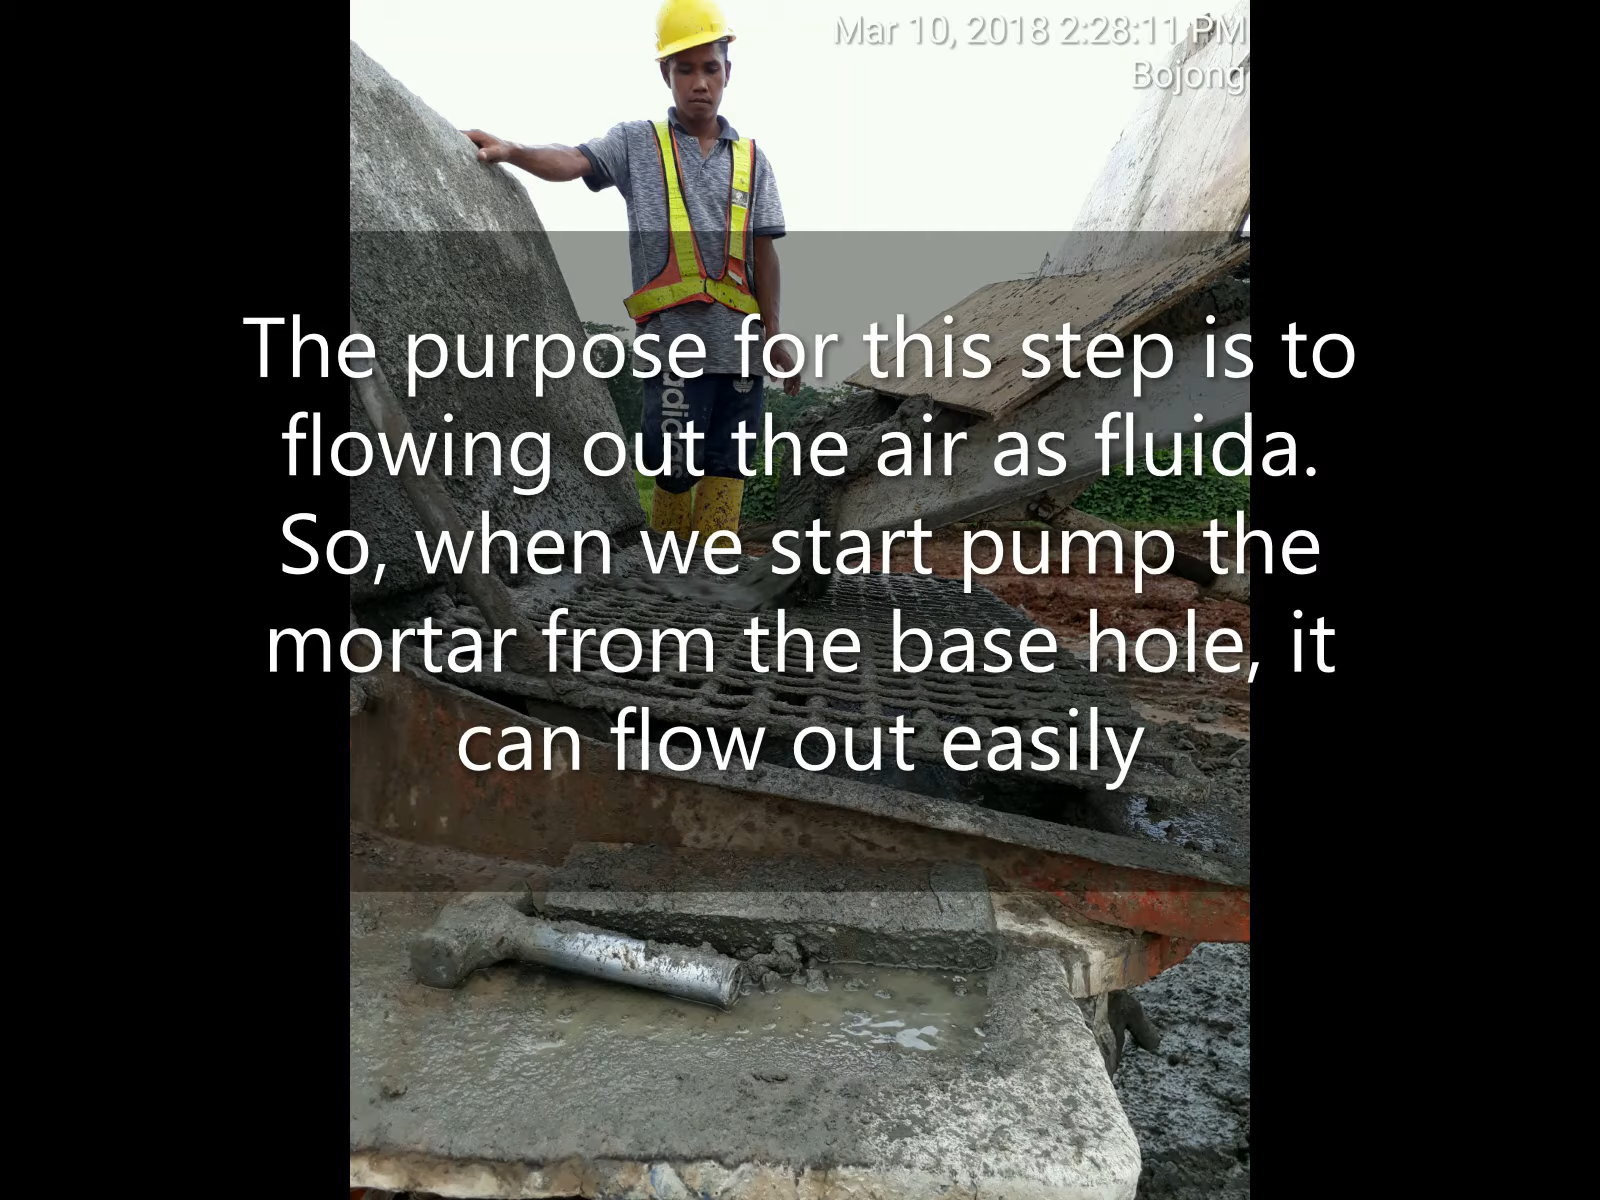 Mar 10, 2018 2:28:11 PM
Bojong
The purpose for this step is to
flowing out the air as fluida.
So, when we start pump the
mortar from the base hole, it
can flow out easily
adidas